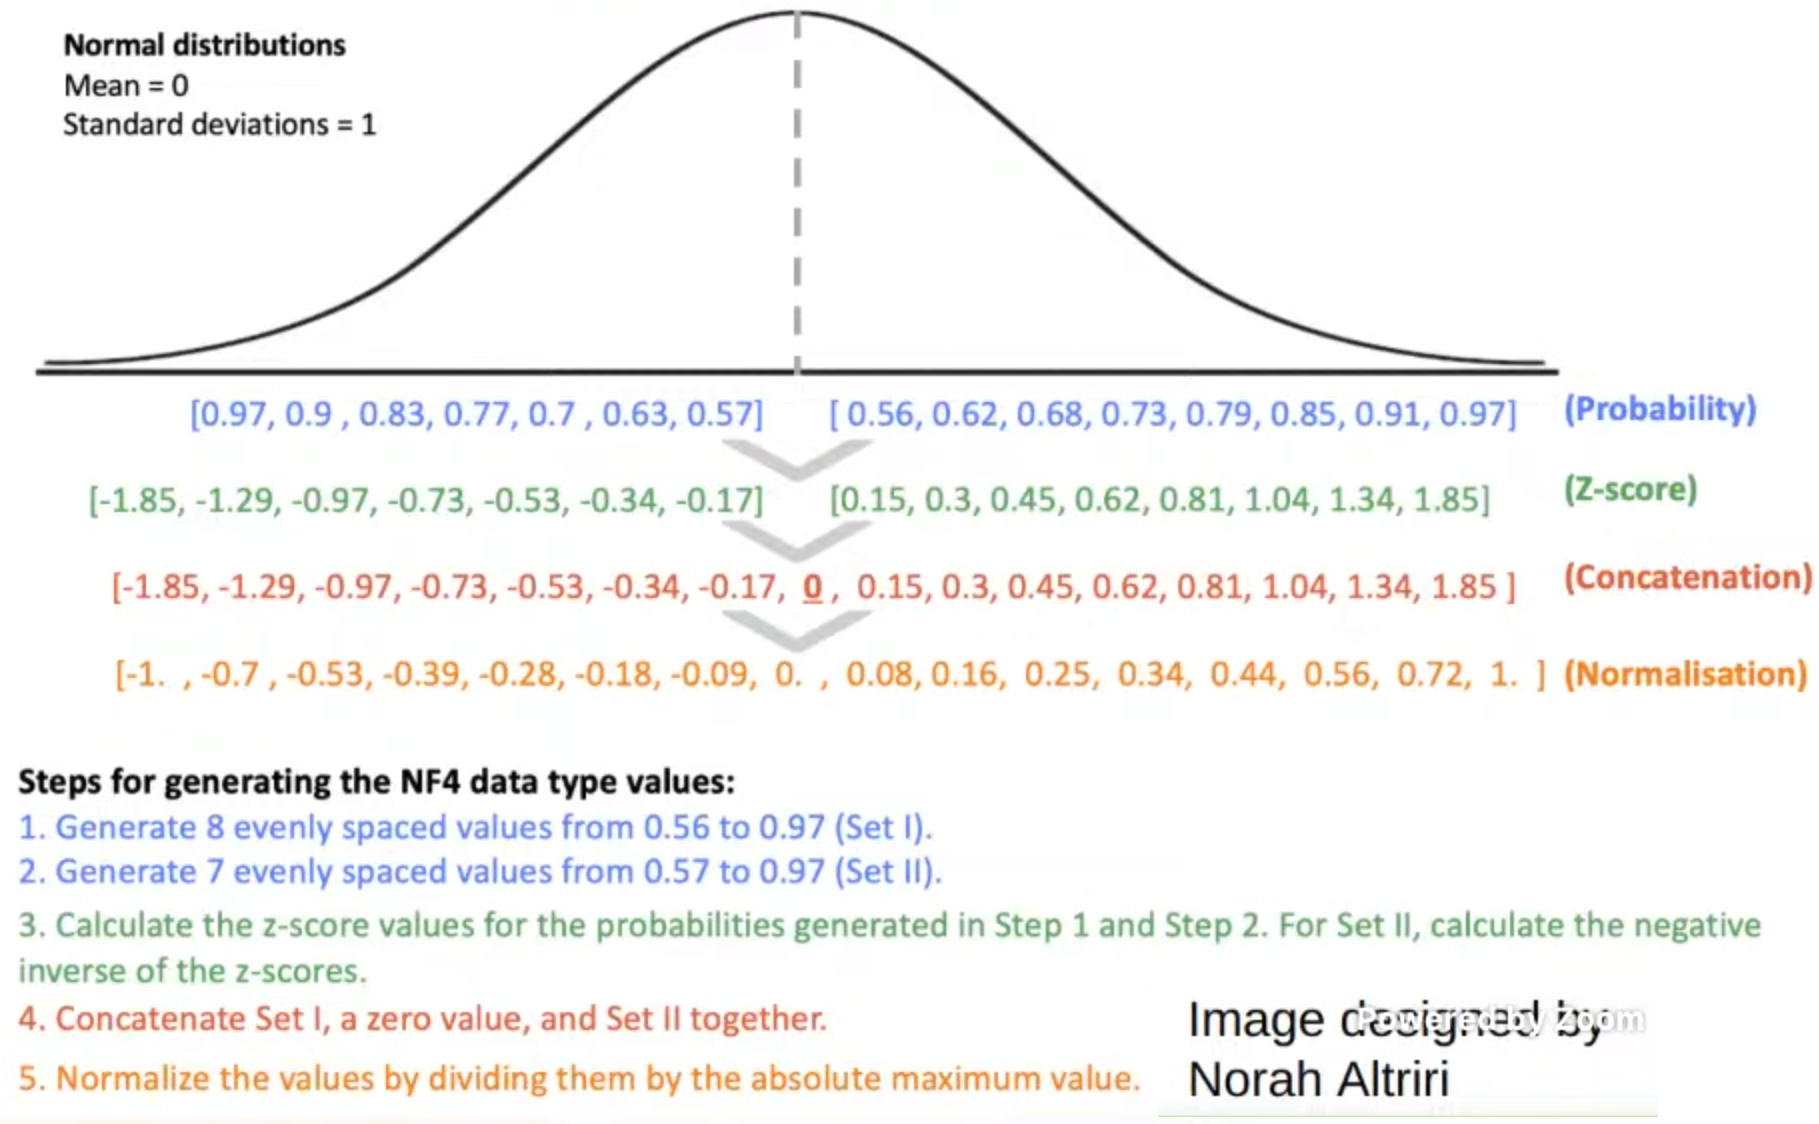 Normal distributions
Mean = 0
Standard deviations = 1
[0.97, 0.9 , 0.83, 0.77, 0.7 , 0.63, 0.57] [ 0.56, 0.62, 0.68, 0.73, 0.79, 0.85, 0.91, 0.97] (Probability)
[-1.85, -1.29, -0.97, -0.73, -0.53, -0.34, -0.17] [0.15, 0.3, 0.45, 0.62, 0.81, 1.04, 1.34, 1.85] (Z-score)
[-1.85, -1.29, -0.97, -0.73, -0.53, -0.34, -0.17, 0 , 0.15, 0.3, 0.45, 0.62, 0.81, 1.04, 1.34, 1.85 ] (Concatenation)
[-1. , -0.7 , -0.53, -0.39, -0.28, -0.18, -0.09, 0. , 0.08, 0.16, 0.25, 0.34, 0.44, 0.56, 0.72, 1. ] (Normalisation)
Steps for generating the NF4 data type values:
1. Generate 8 evenly spaced values from 0.56 to 0.97 (Set I).
2. Generate 7 evenly spaced values from 0.57 to 0.97 (Set II).
3. Calculate the z-score values for the probabilities generated in Step 1 and Step 2. For Set II, calculate the negative
inverse of the z-scores.
4. Concatenate Set I, a zero value, and Set II together.
5. Normalize the values by dividing them by the absolute maximum value.
Image designed by
Powered by Zoom
Norah Altriri